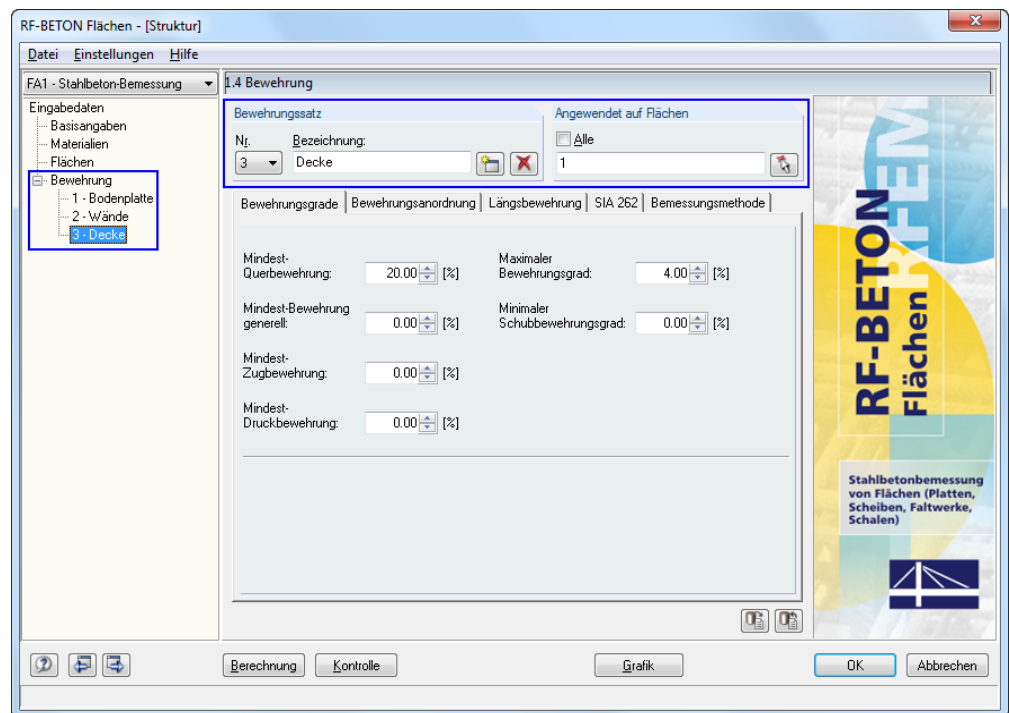 RF-BETON Flächen - [Struktur]
Datei Einstellungen Hilfe
FA1 - Stahlbeton-Bemessung
1.4 Bewehrung
Eingabedaten
Basisangaben
Materialien
Flächen
Bewehrung
1 - Bodenplatte
2 - Wände
3 - Decke
Bewehrungssatz
Nr. Bezeichnung:
3 Decke
Angewendet auf Flächen
Alle
1
Bewehrungsgrade Bewehrungsanordnung Längsbewehrung SIA 262 Bemessungsmethode
Mindest-
Querbewehrung: 20.00 [%]
Maximaler
Bewehrungsgrad: 4.00 [%]
Mindest-Bewehrung
generell: 0.00 [%]
Minimaler
Schubbewehrungsgrad: 0.00 [%]
Mindest-
Zugbewehrung: 0.00 [%]
Mindest-
Druckbewehrung: 0.00 [%]
RFEM
RF-BETON
Flächen
Stahlbetonbemessung
von Flächen (Platten,
Scheiben, Faltwerke,
Schalen)
Berechnung Kontrolle Grafik OK Abbrechen